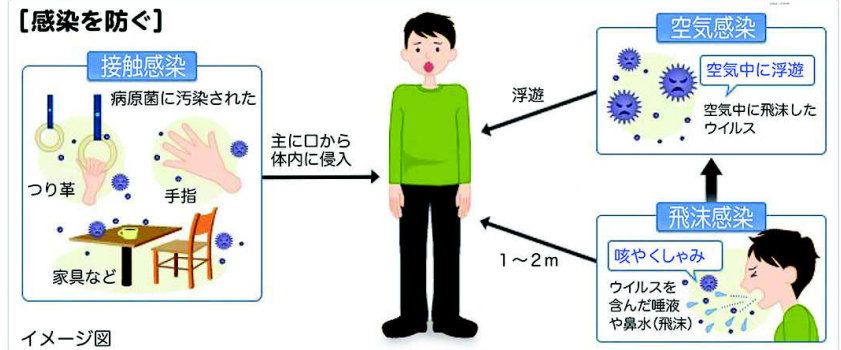 [感染を防ぐ]
接触感染
病原菌に汚染された
つり革
手指
家具など
イメージ図
主に口から
体内に侵入
浮遊
1～2m
空気感染
空気中に浮遊
空気中に飛沫した
ウイルス
飛沫感染
咳やくしゃみ
ウイルスを
含んだ唾液
や鼻水(飛沫)